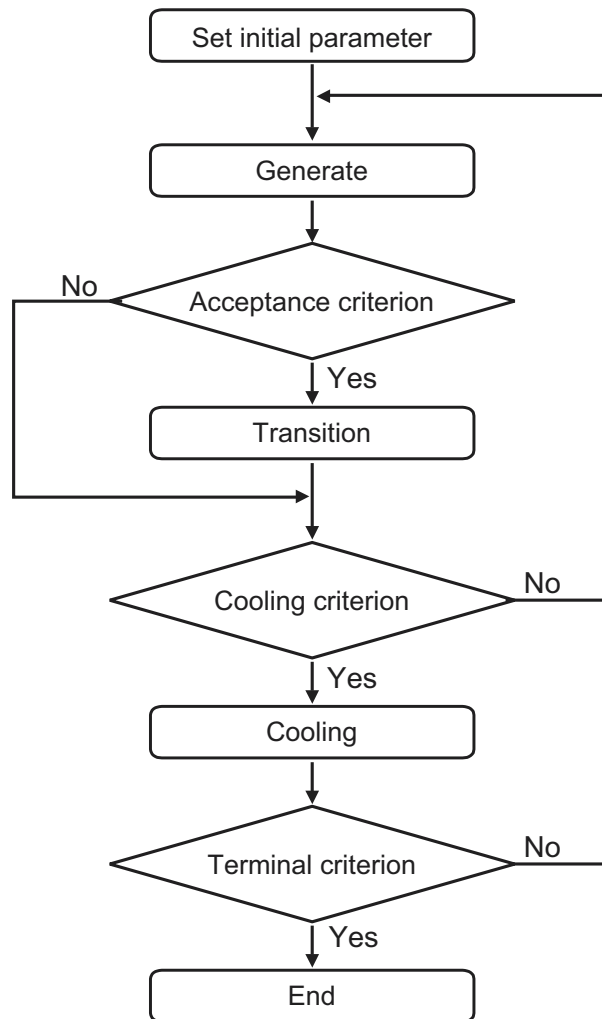 Set initial parameter
Generate
No
Acceptance criterion
Yes
Transition
Cooling criterion
No
Yes
Cooling
Terminal criterion
No
Yes
End